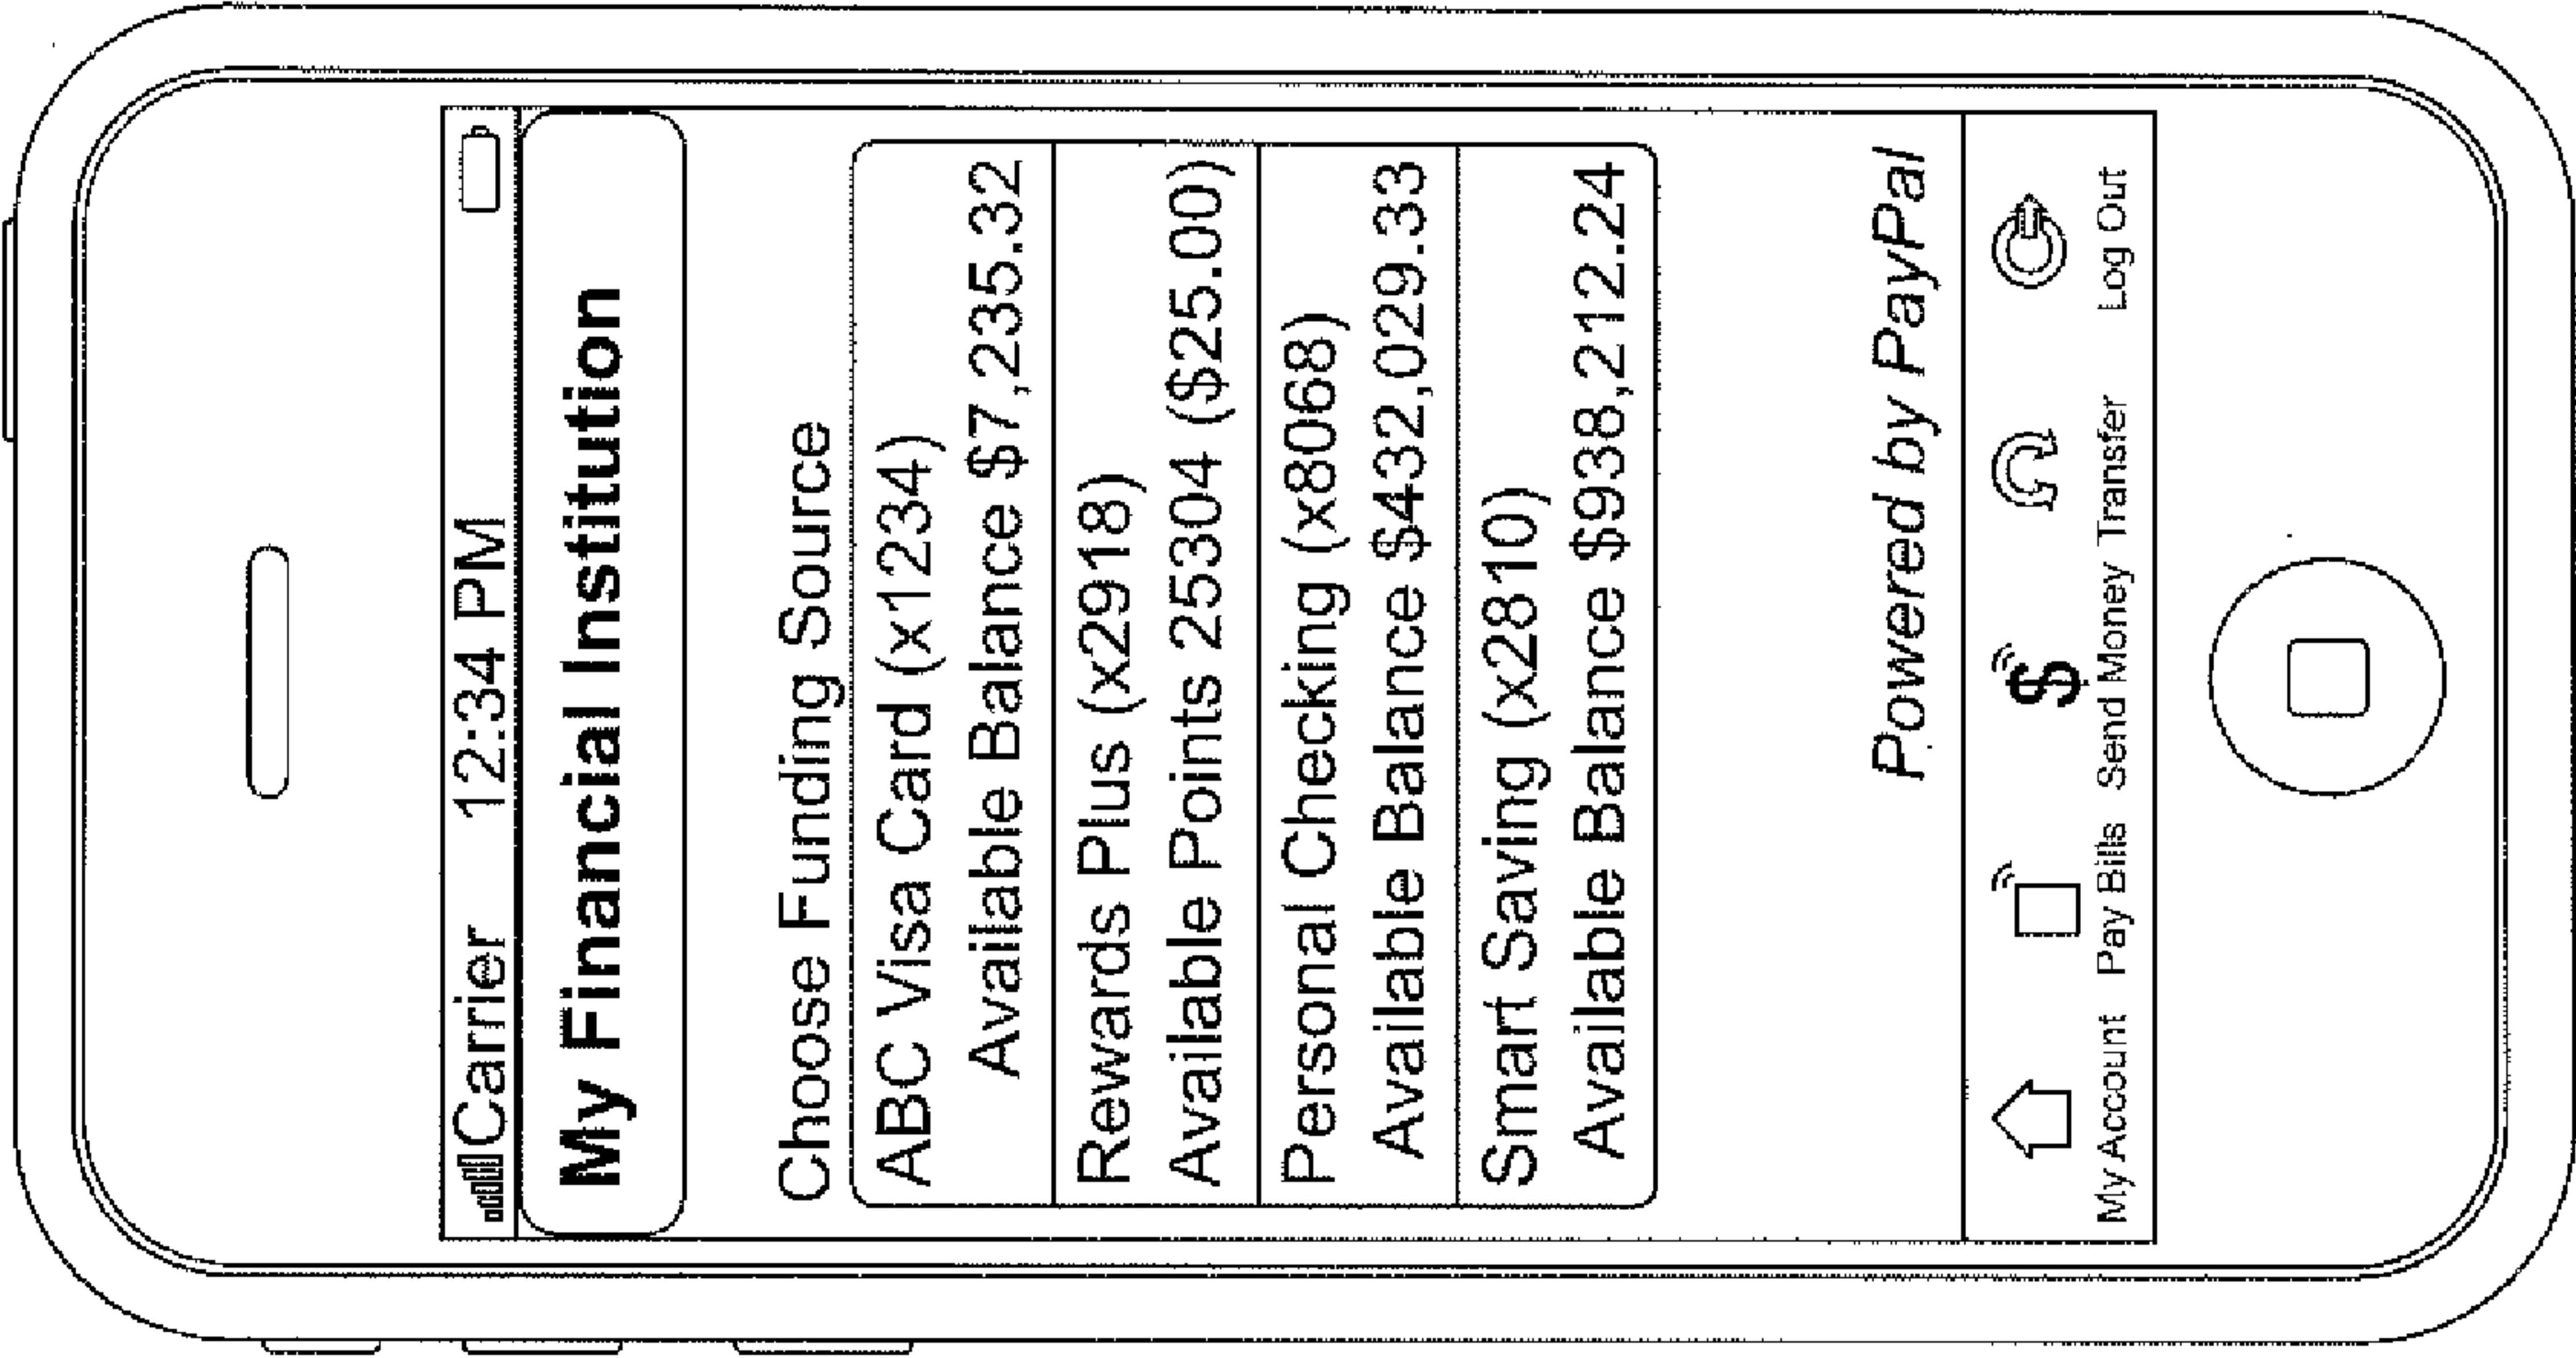 Carrier 12:34 PM
My Financial Institution
Choose Funding Source
ABC Visa Card (x1234)
Available Balance $7,235.32
Rewards Plus (x2918)
Available Points 25304 ($25.00)
Personal Checking (x8068)
Available Balance $432,029.33
Smart Saving (x2810)
Available Balance $938,212.24
Powered by PayPal
$
My Account Pay Bills Send Money Transfer Log Out